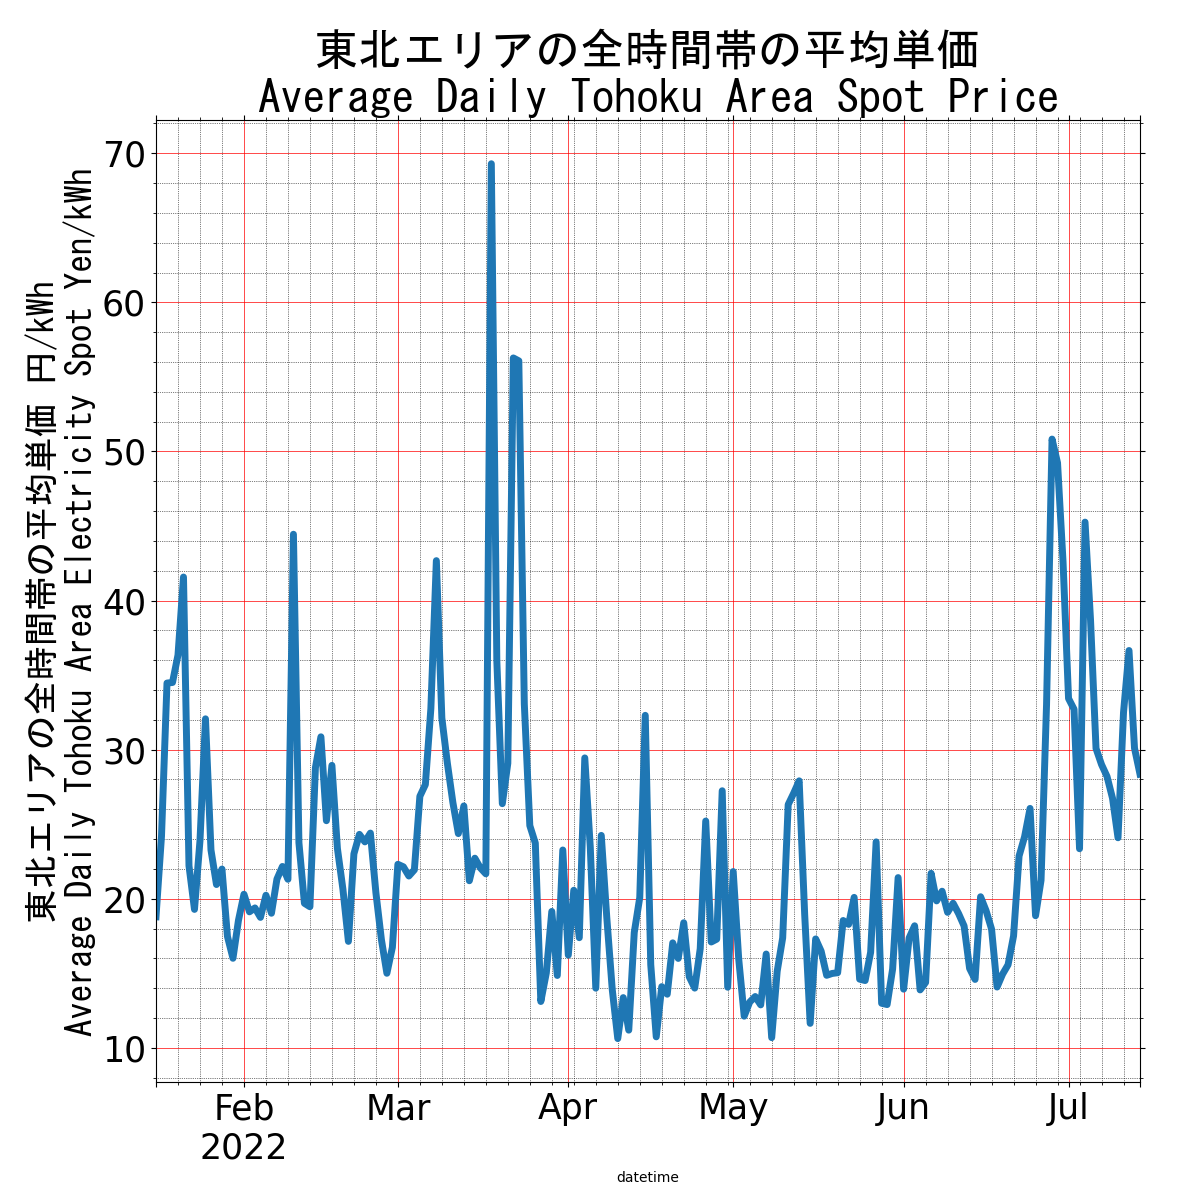 東北エリアの全時間帯の平均単価
Average Daily Tohoku Area Spot Price
東北エリアの全時間帯の平均単価 円/kWh
Average Daily Tohoku Area Electricity Spot Yen/kWh
70
60
50
40
30
20
10
Feb
2022
Mar
Apr
May
Jun
Jul
datetime